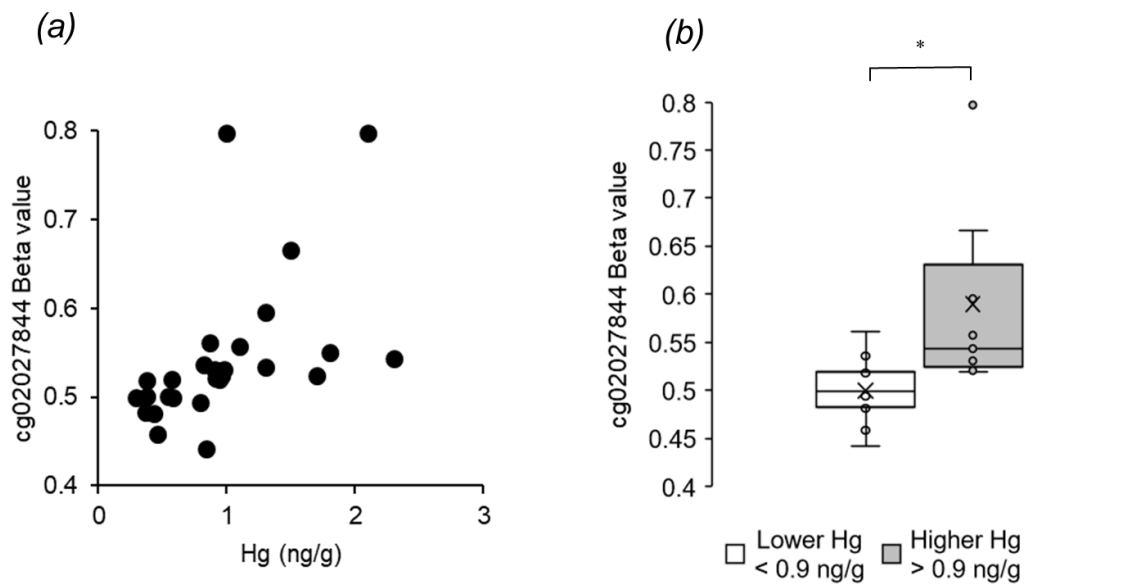 (a)
cg02027844 Beta value
0.8
0.7
0.6
0.5
0.4
0
1
2
3
Hg (ng/g)
(b)
*
cg02027844 Beta value
0.8
0.75
0.7
0.65
0.6
0.55
0.5
0.45
0.4
Lower Hg
< 0.9 ng/g
Higher Hg
> 0.9 ng/g